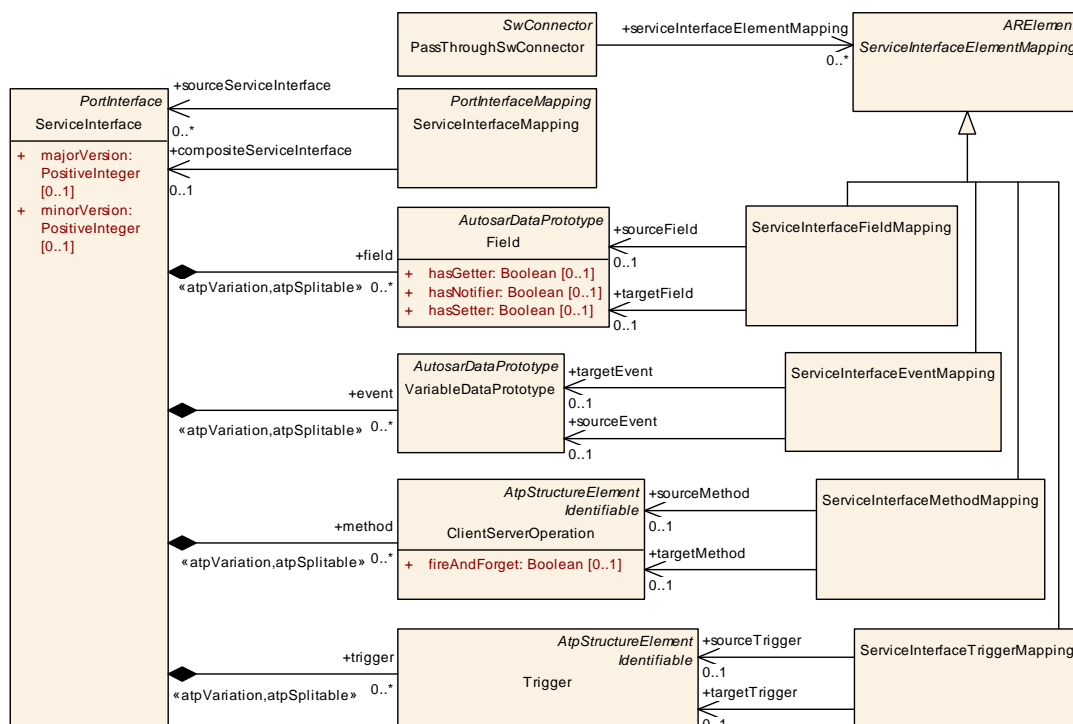 SwConnector
PassThroughSwConnector
+serviceInterfaceElementMapping
0..*
ARElement
ServiceInterfaceElementMapping
PortInterface
ServiceInterface
+ majorVersion:
PositiveInteger
[0..1]
+ minorVersion:
PositiveInteger
[0..1]
+sourceServiceInterface
0..*
+compositeServiceInterface
0..1
PortInterfaceMapping
ServiceInterfaceMapping
+field
«atpVariation,atpSplitable» 0..*
AutosarDataPrototype
Field
+ hasGetter: Boolean [0..1]
+ hasNotifier: Boolean [0..1]
+ hasSetter: Boolean [0..1]
+sourceField
0..1
+targetField
0..1
ServiceInterfaceFieldMapping
+event
«atpVariation,atpSplitable» 0..*
AutosarDataPrototype
VariableDataPrototype
+targetEvent
0..1
+sourceEvent
0..1
ServiceInterfaceEventMapping
+method
«atpVariation,atpSplitable» 0..*
AtpStructureElement
Identifiable
ClientServerOperation
+ fireAndForget: Boolean [0..1]
+sourceMethod
0..1
+targetMethod
0..1
ServiceInterfaceMethodMapping
+trigger
«atpVariation,atpSplitable» 0..*
AtpStructureElement
Identifiable
Trigger
+sourceTrigger
0..1
+targetTrigger
0..1
ServiceInterfaceTriggerMapping